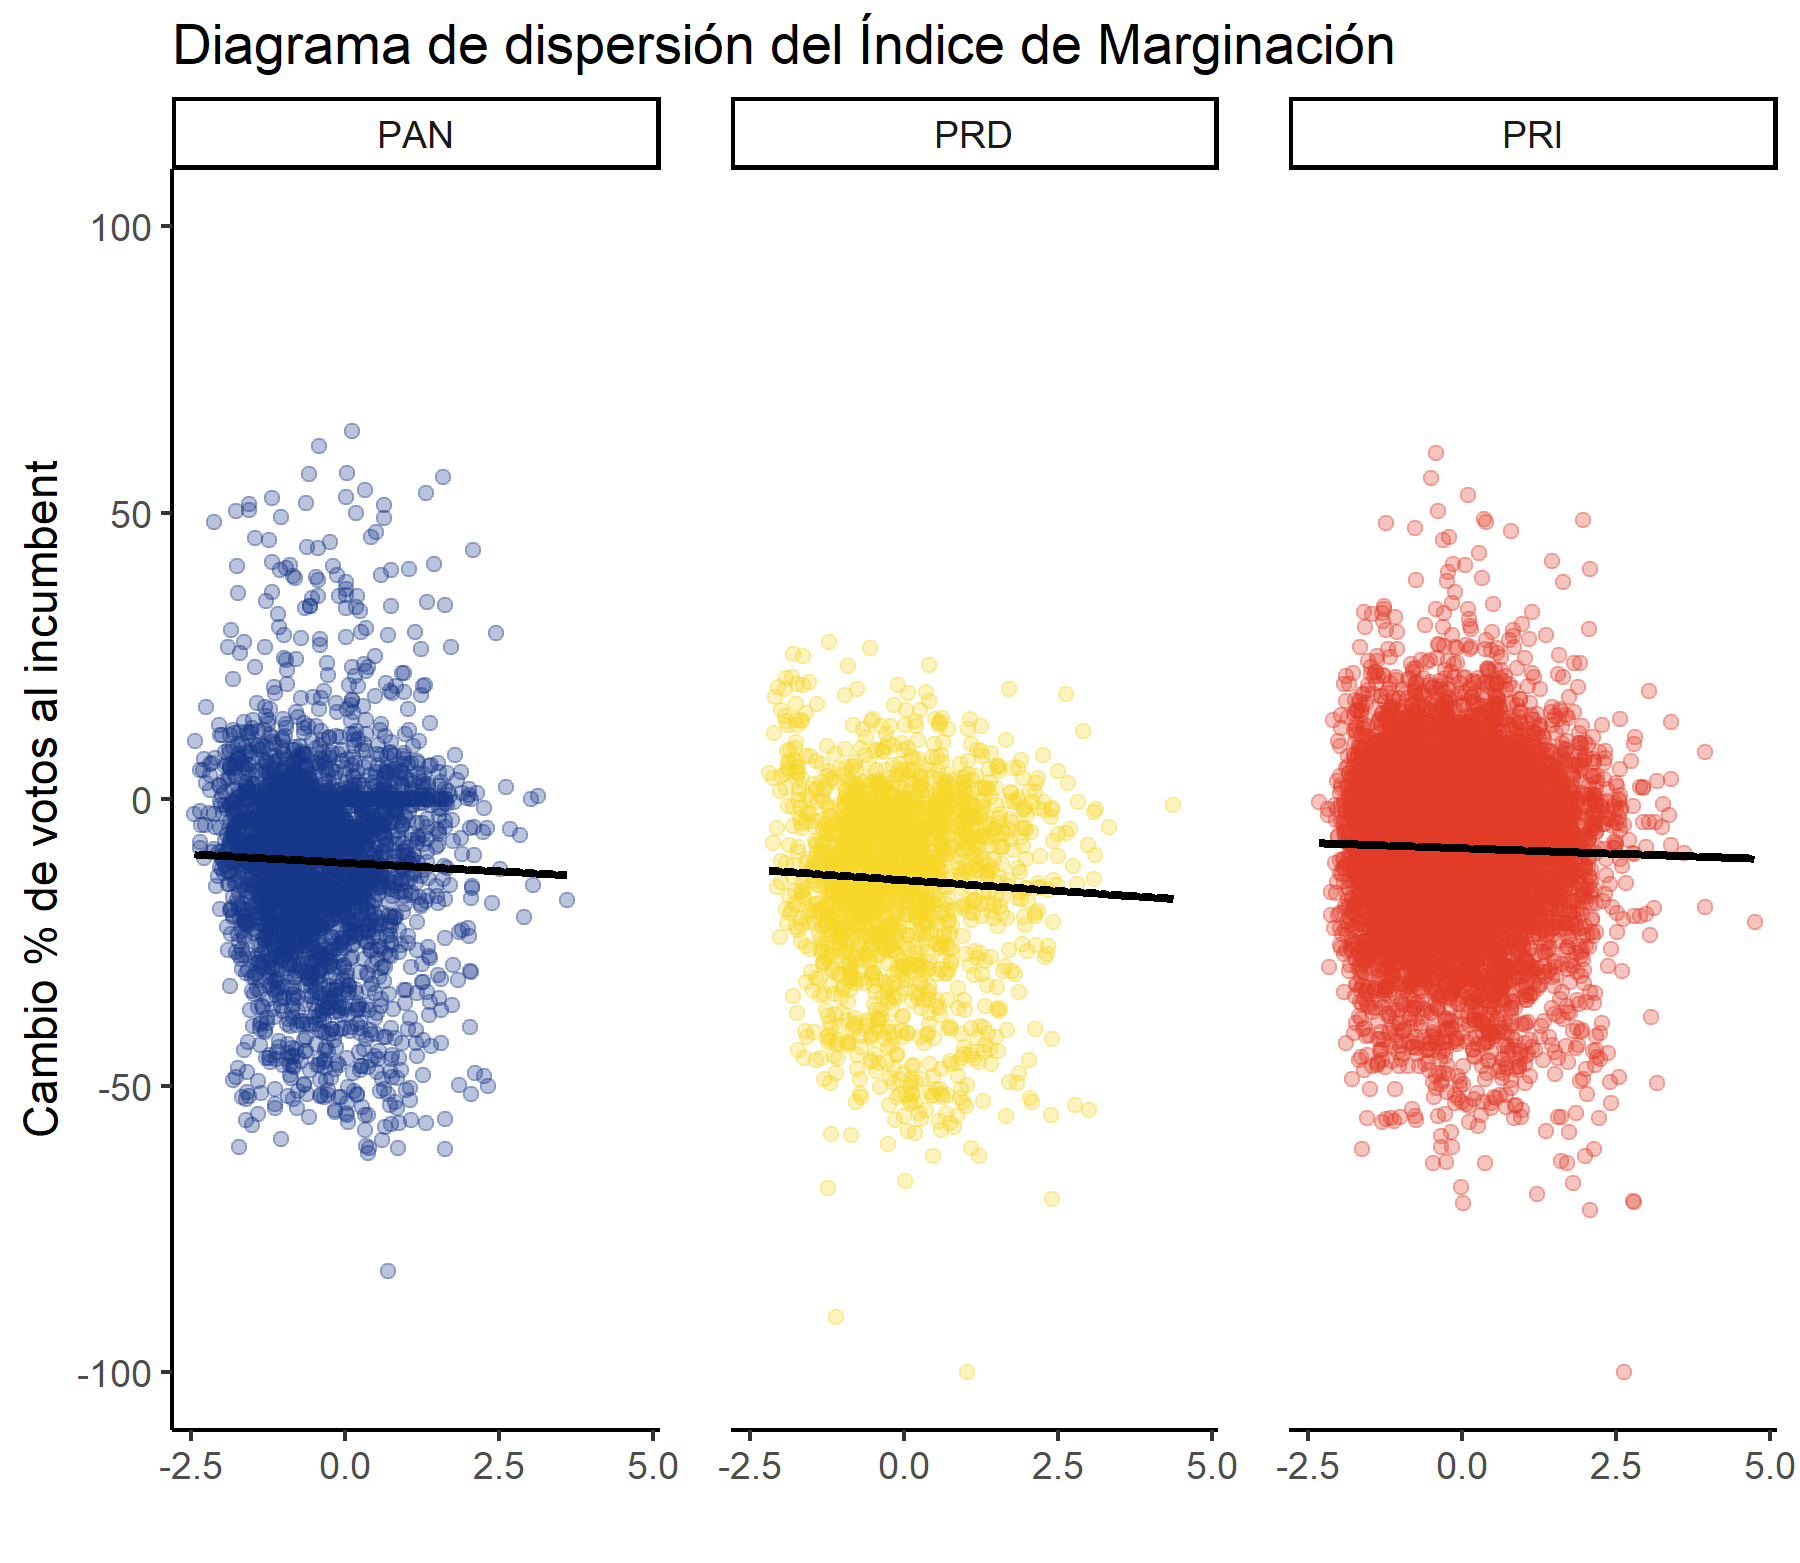 Diagrama de dispersión del Índice de Marginación
PAN
PRD
PRI
Cambio % de votos al incumbent
100
50
0
-50
-100
-2.5 0.0 2.5 5.0
-2.5 0.0 2.5 5.0
-2.5 0.0 2.5 5.0